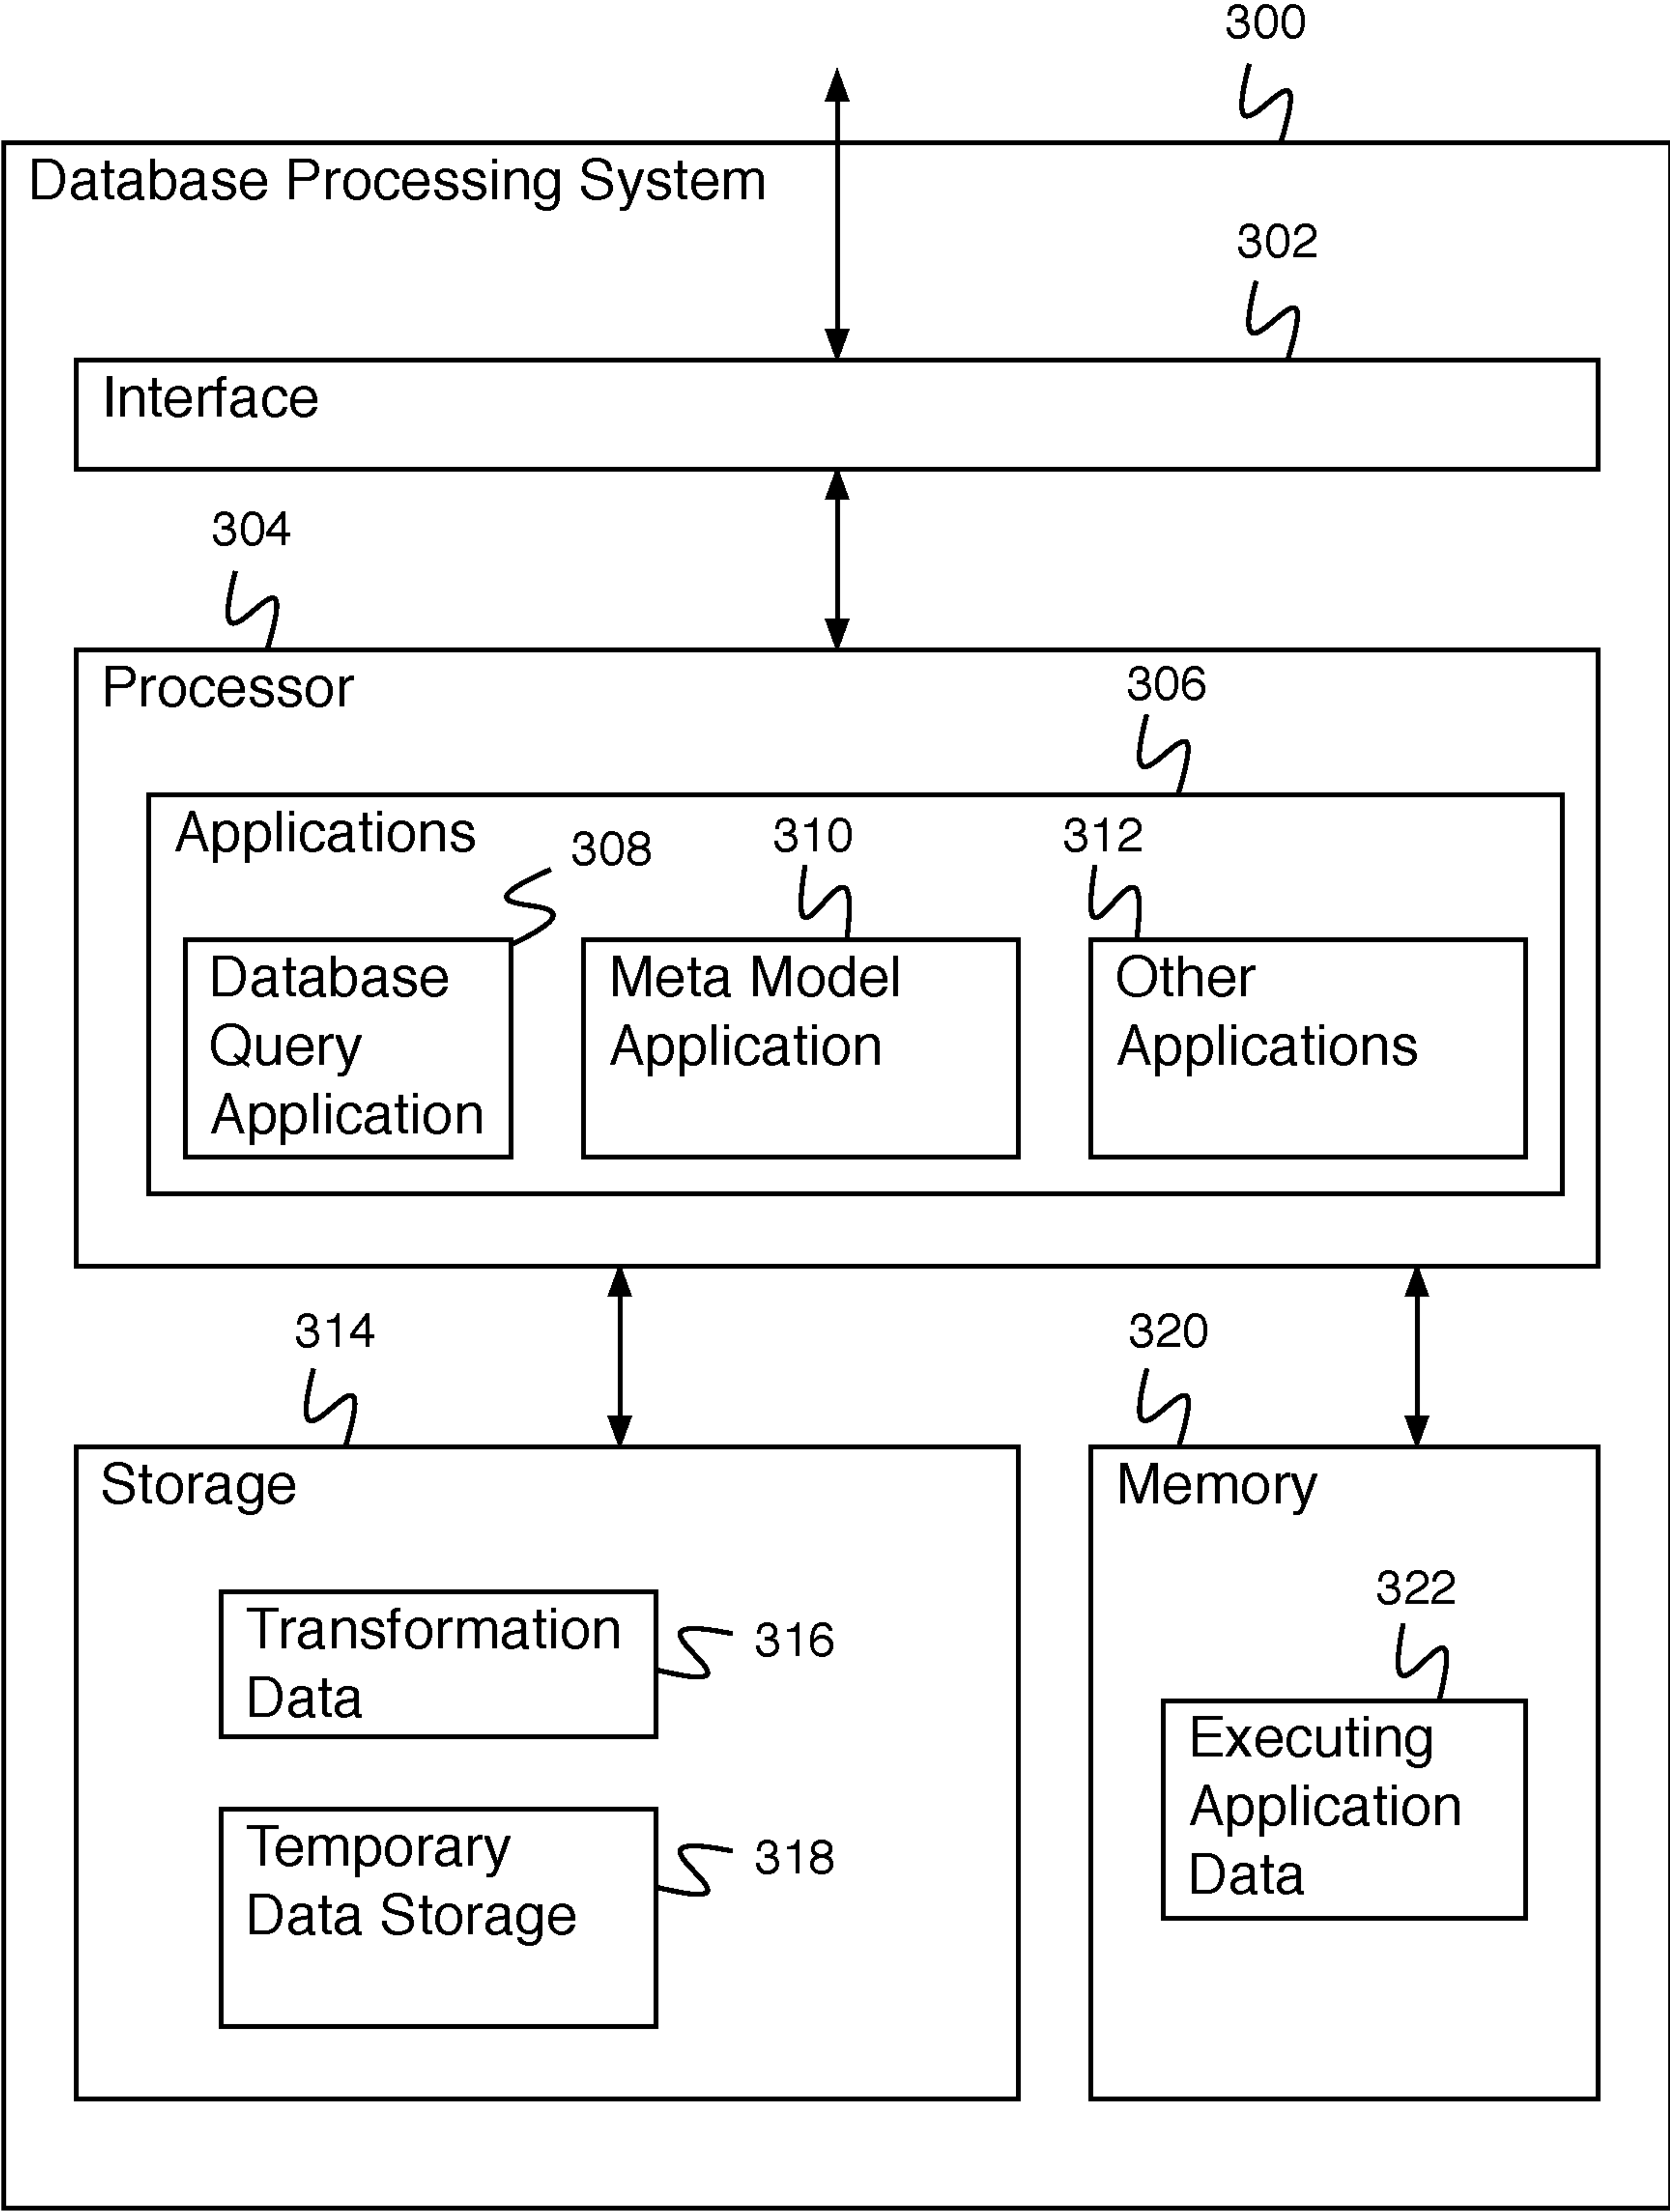 300
Database Processing System
302
Interface
304
Processor
306
Applications
308
310
312
Database
Query
Application
Meta Model
Application
Other
Applications
314
320
Storage
Memory
Transformation
Data
316
322
Executing
Application
Data
Temporary
Data Storage
318